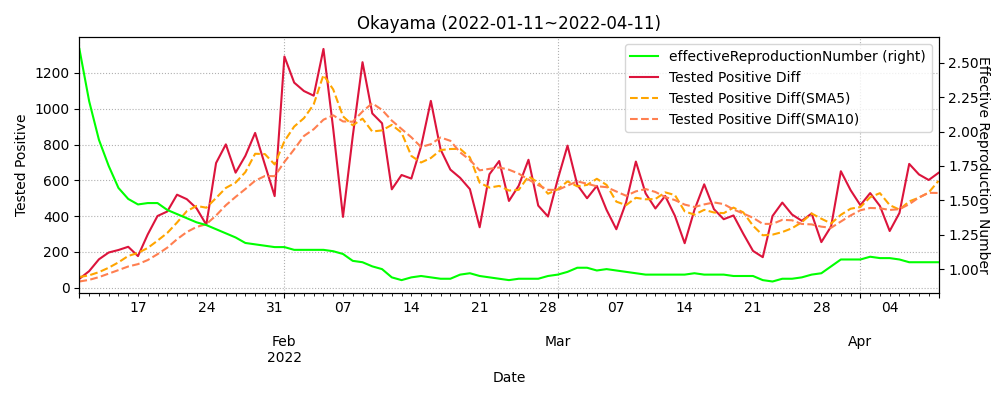 Okayama (2022-01-11~2022-04-11)
effectiveReproductionNumber (right)
Tested Positive Diff
Tested Positive Diff(SMA5)
Tested Positive Diff(SMA10)
Tested Positive
1200
1000
800
600
400
200
0
2.50
2.25
2.00
1.75
1.50
1.25
1.00
Effective Reproduction Number
17 24 31 07 14 21 28 07 14 21 28 04
Feb Mar Apr
2022
Date